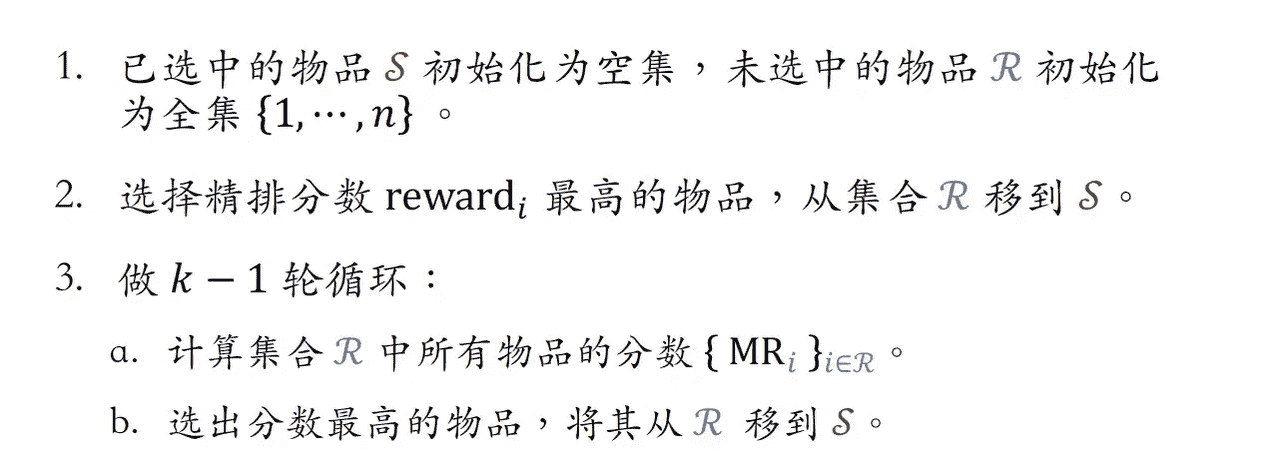 1. 已选中的物品 𝒮 初始化为空集，未选中的物品 ℛ 初始化
为全集 {1, ⋯ , n} 。
2. 选择精排分数 rewardᵢ 最高的物品，从集合 ℛ 移到 𝒮 。
3. 做 k − 1 轮循环：
a. 计算集合 ℛ 中所有物品的分数 { MRᵢ }ᵢ∈ℛ 。
b. 选出分数最高的物品，将其从 ℛ 移到 𝒮 。